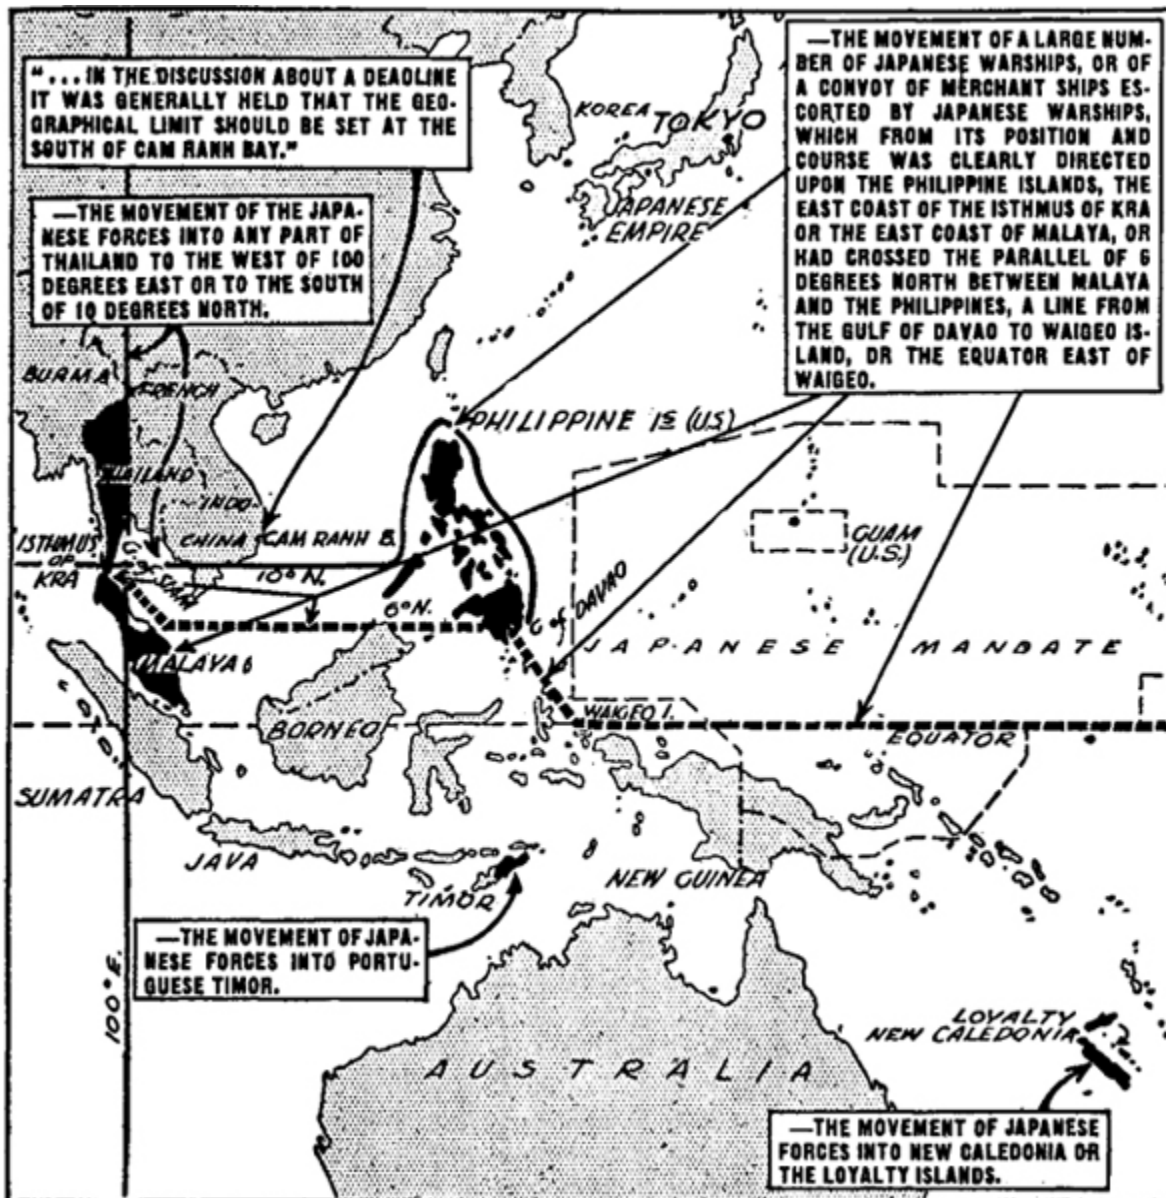 "...IN THE DISCUSSION ABOUT A DEADLINE
IT WAS GENERALLY HELD THAT THE GEO-
GRAPHICAL LIMIT SHOULD BE SET AT THE
SOUTH OF CAM RANH BAY."
—THE MOVEMENT OF THE JAPA-
NESE FORCES INTO ANY PART OF
THAILAND TO THE WEST OF 100
DEGREES EAST OR TO THE SOUTH
OF 10 DEGREES NORTH.
—THE MOVEMENT OF A LARGE NUM-
BER OF JAPANESE WARSHIPS, OR OF
A CONVOY OF MERCHANT SHIPS ES-
CORTED BY JAPANESE WARSHIPS,
WHICH FROM ITS POSITION AND
COURSE WAS CLEARLY DIRECTED
UPON THE PHILIPPINE ISLANDS, THE
EAST COAST OF THE ISTHMUS OF KRA
OR THE EAST COAST OF MALAYA, OR
HAD CROSSED THE PARALLEL OF 6
DEGREES NORTH BETWEEN MALAYA
AND THE PHILIPPINES, A LINE FROM
THE GULF OF DAVAO TO WAIGEO IS-
LAND, OR THE EQUATOR EAST OF
WAIGEO.
KOREA
TOKYO
JAPANESE
EMPIRE
BURMA
FRENCH
THAILAND
INDO-
CHINA
CAM RANH B.
PHILIPPINE IS (U.S)
GUAM
(U.S.)
ISTHMUS
OF
KRA
G. OF SIAM
10° N.
6° N.
G OF DAVAO
JAPANESE MANDATE
MALAYA
BORNEO
WAIGEO I.
EQUATOR
SUMATRA
JAVA
TIMOR
NEW GUINEA
—THE MOVEMENT OF JAPA-
NESE FORCES INTO PORTU-
GUESE TIMOR.
100° E.
AUSTRALIA
LOYALTY
NEW CALEDONIA
—THE MOVEMENT OF JAPANESE
FORCES INTO NEW CALEDONIA OR
THE LOYALTY ISLANDS.